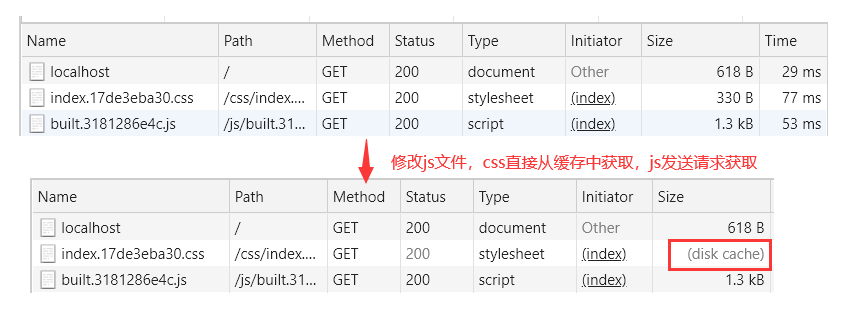 Name Path Method Status Type Initiator Size Time
localhost / GET 200 document Other 618 B 29 ms
index.17de3eba30.css /css/index.... GET 200 stylesheet (index) 330 B 77 ms
built.3181286e4c.js /js/built.31... GET 200 script (index) 1.3 kB 53 ms
修改js文件，css直接从缓存中获取，js发送请求获取
Name Path Method Status Type Initiator Size
localhost / GET 200 document Other 618 B
index.17de3eba30.css /css/index.... GET 200 stylesheet (index) (disk cache)
built.3181286e4c.js /js/built.31... GET 200 script (index) 1.3 kB